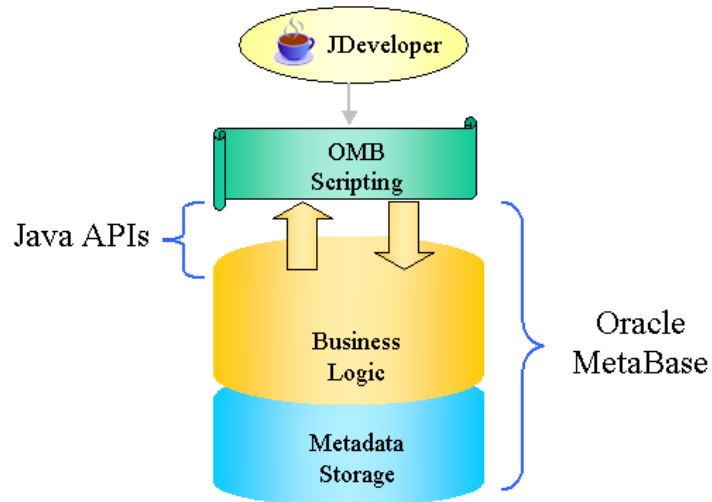 JDeveloper
OMB
Scripting
Java APIs
Business
Logic
Oracle
MetaBase
Metadata
Storage